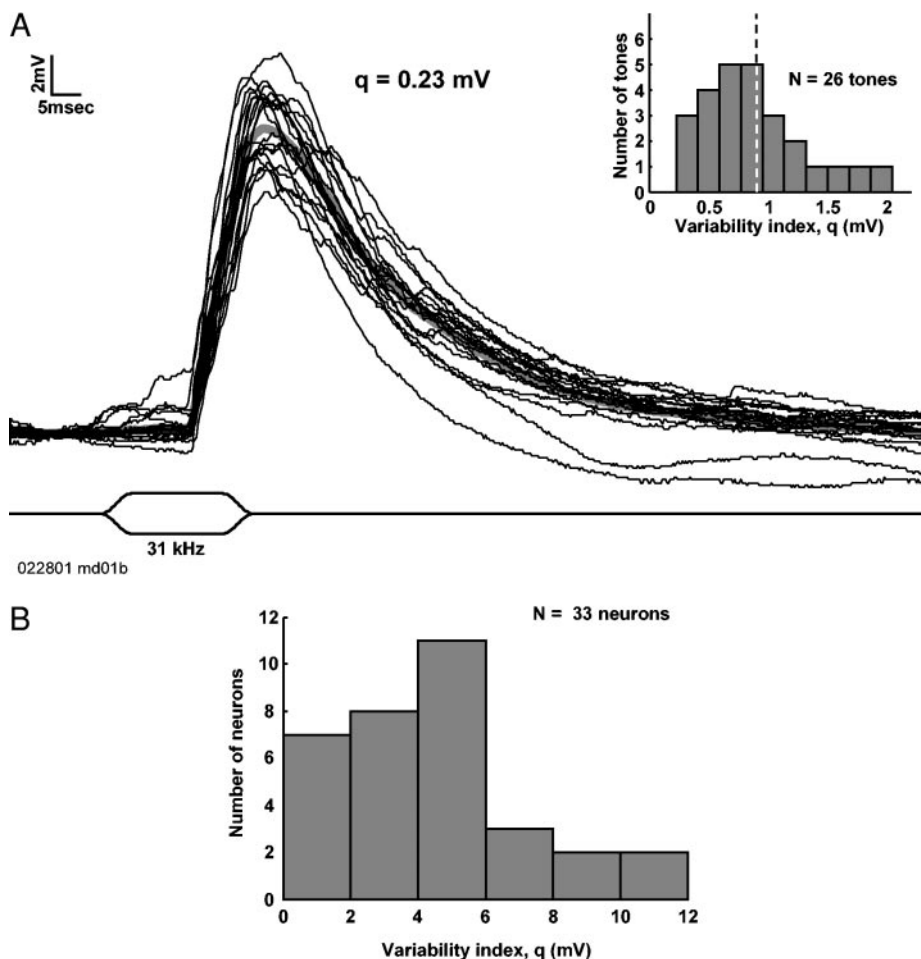 A
2mV
5msec
q = 0.23 mV
Number of tones
6
5
4
3
2
1
0
N = 26 tones
0 0.5 1 1.5 2
Variability index, q (mV)
31 kHz
022801 md01b
B
N = 33 neurons
Number of neurons
12
10
8
6
4
2
0
0 2 4 6 8 10 12
Variability index, q (mV)